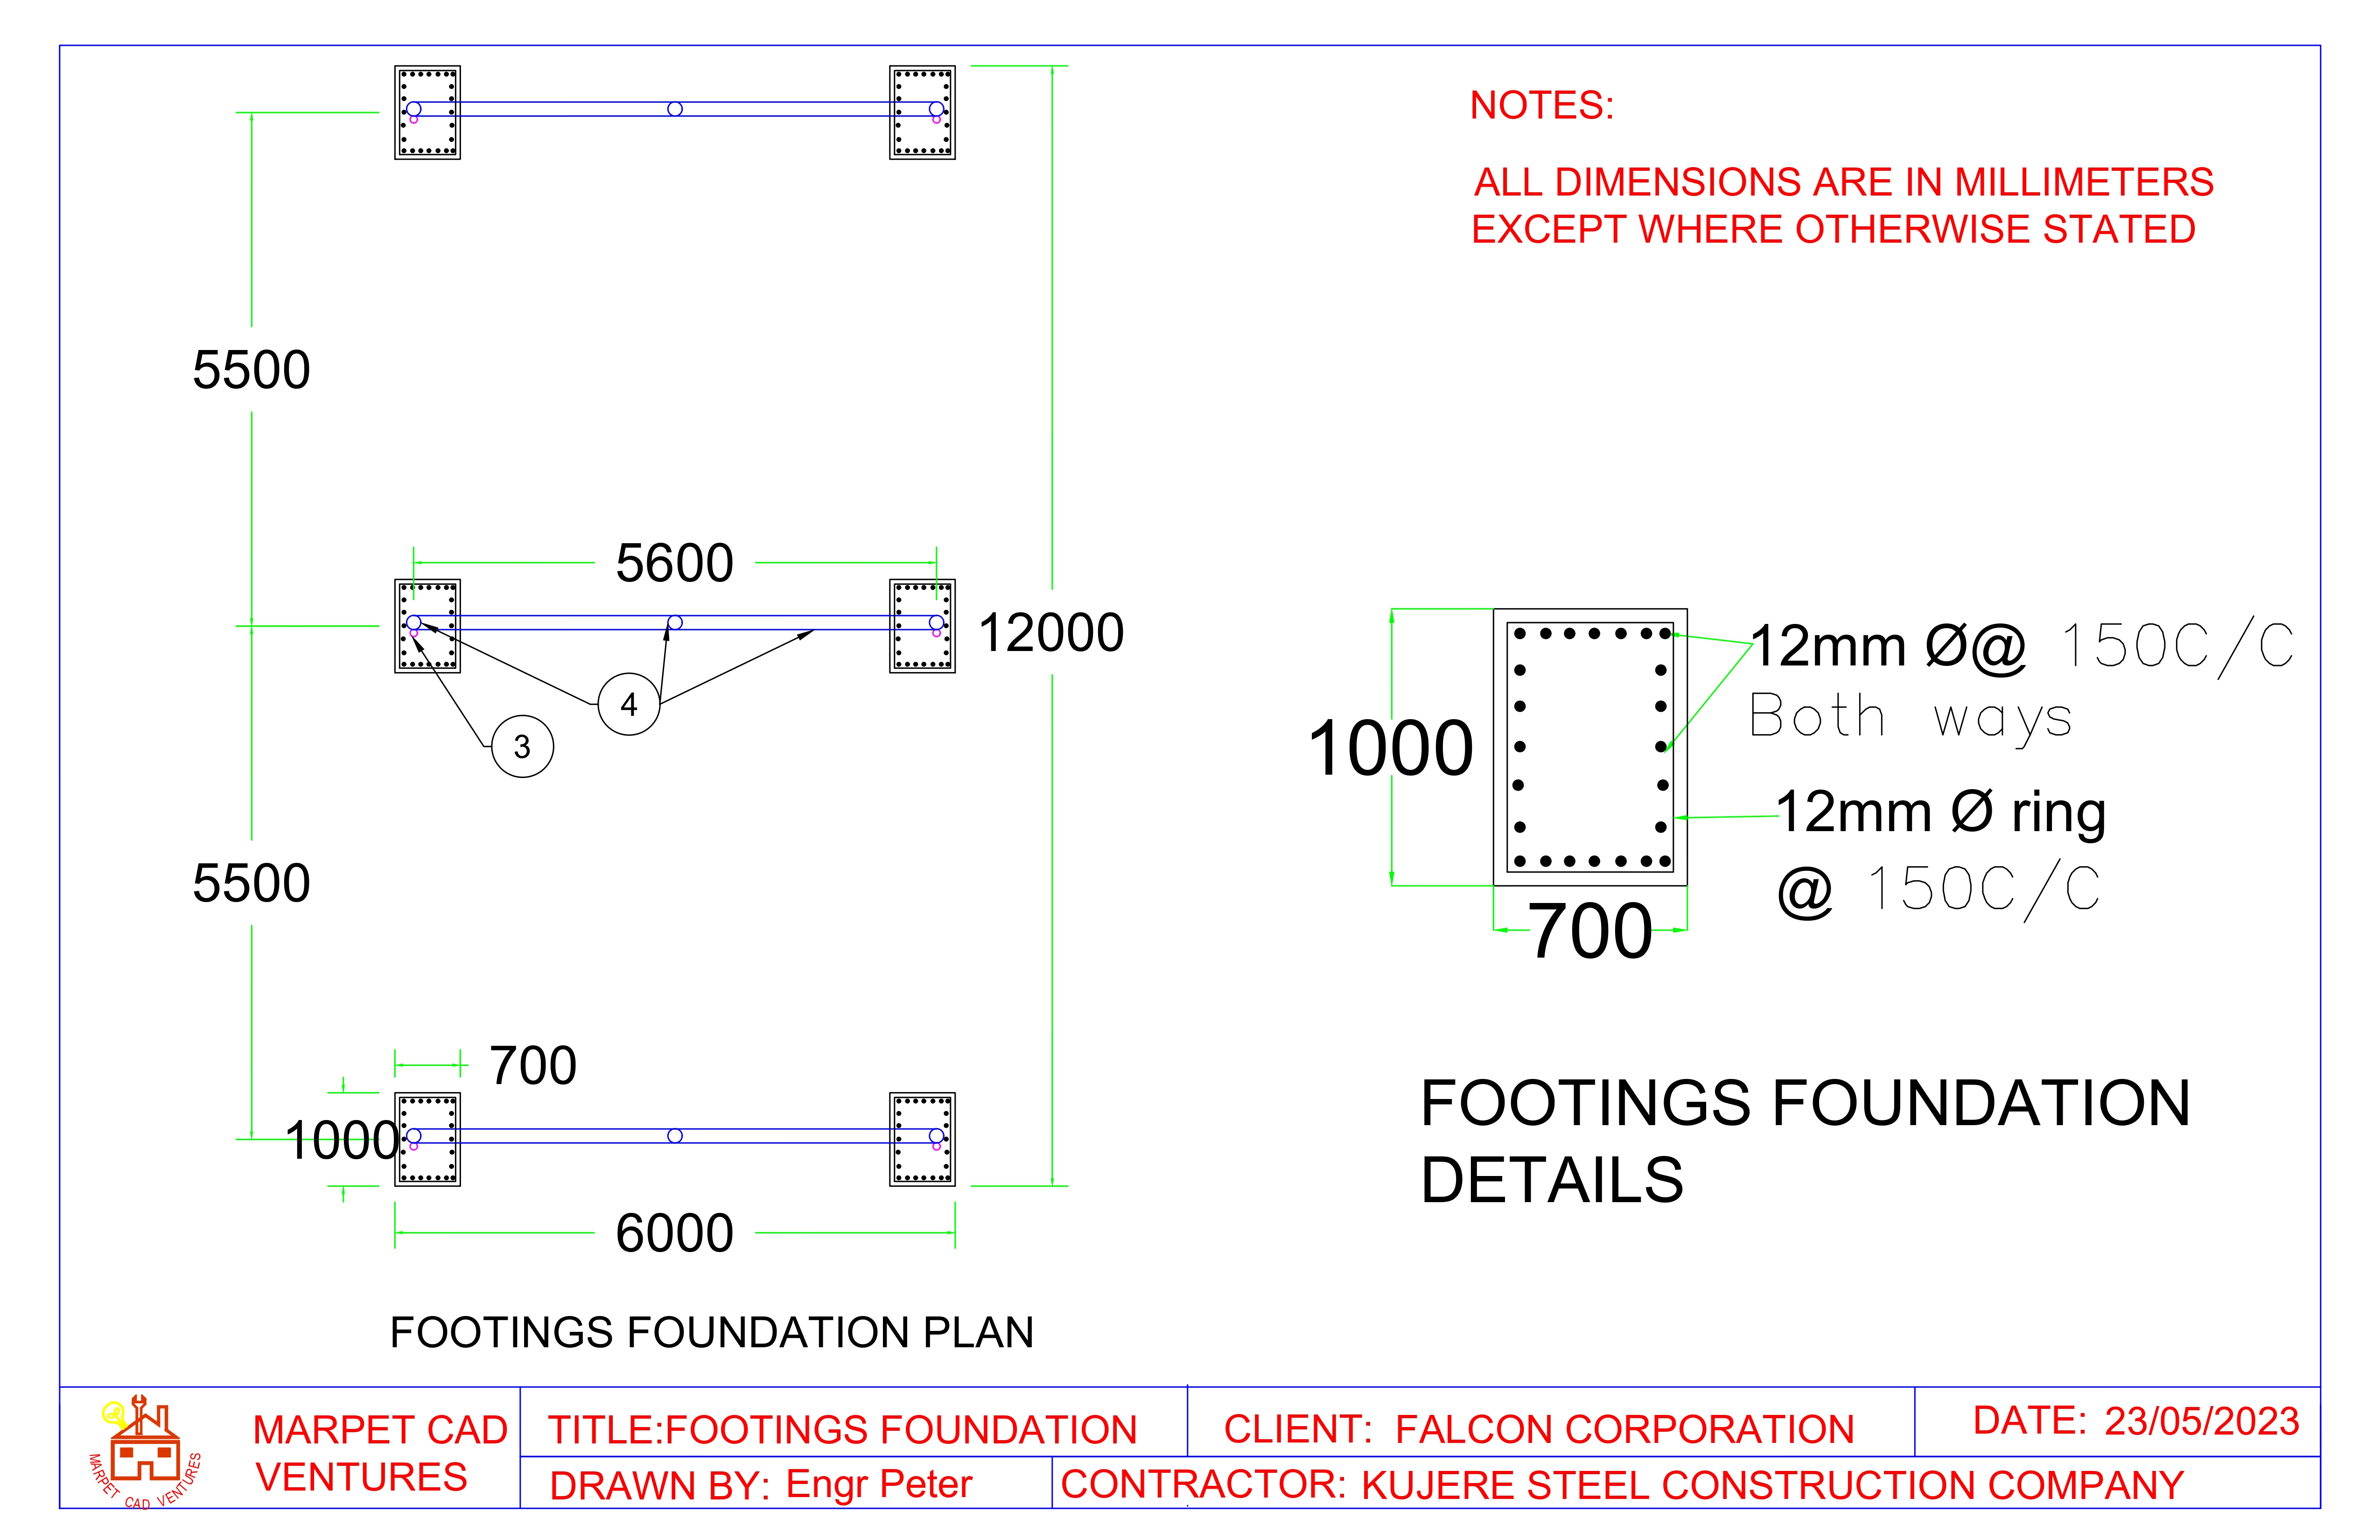 NOTES:
ALL DIMENSIONS ARE IN MILLIMETERS
EXCEPT WHERE OTHERWISE STATED
5500
5600
12000
4
3
5500
700
1000
6000
FOOTINGS FOUNDATION PLAN
1000
700
12mm Ø@ 150C/C
Both ways
12mm Ø ring
@ 150C/C
FOOTINGS FOUNDATION
DETAILS
MARPET CAD VENTURES
MARPET CAD
VENTURES
TITLE:FOOTINGS FOUNDATION
CLIENT: FALCON CORPORATION
DATE: 23/05/2023
DRAWN BY: Engr Peter
CONTRACTOR: KUJERE STEEL CONSTRUCTION COMPANY